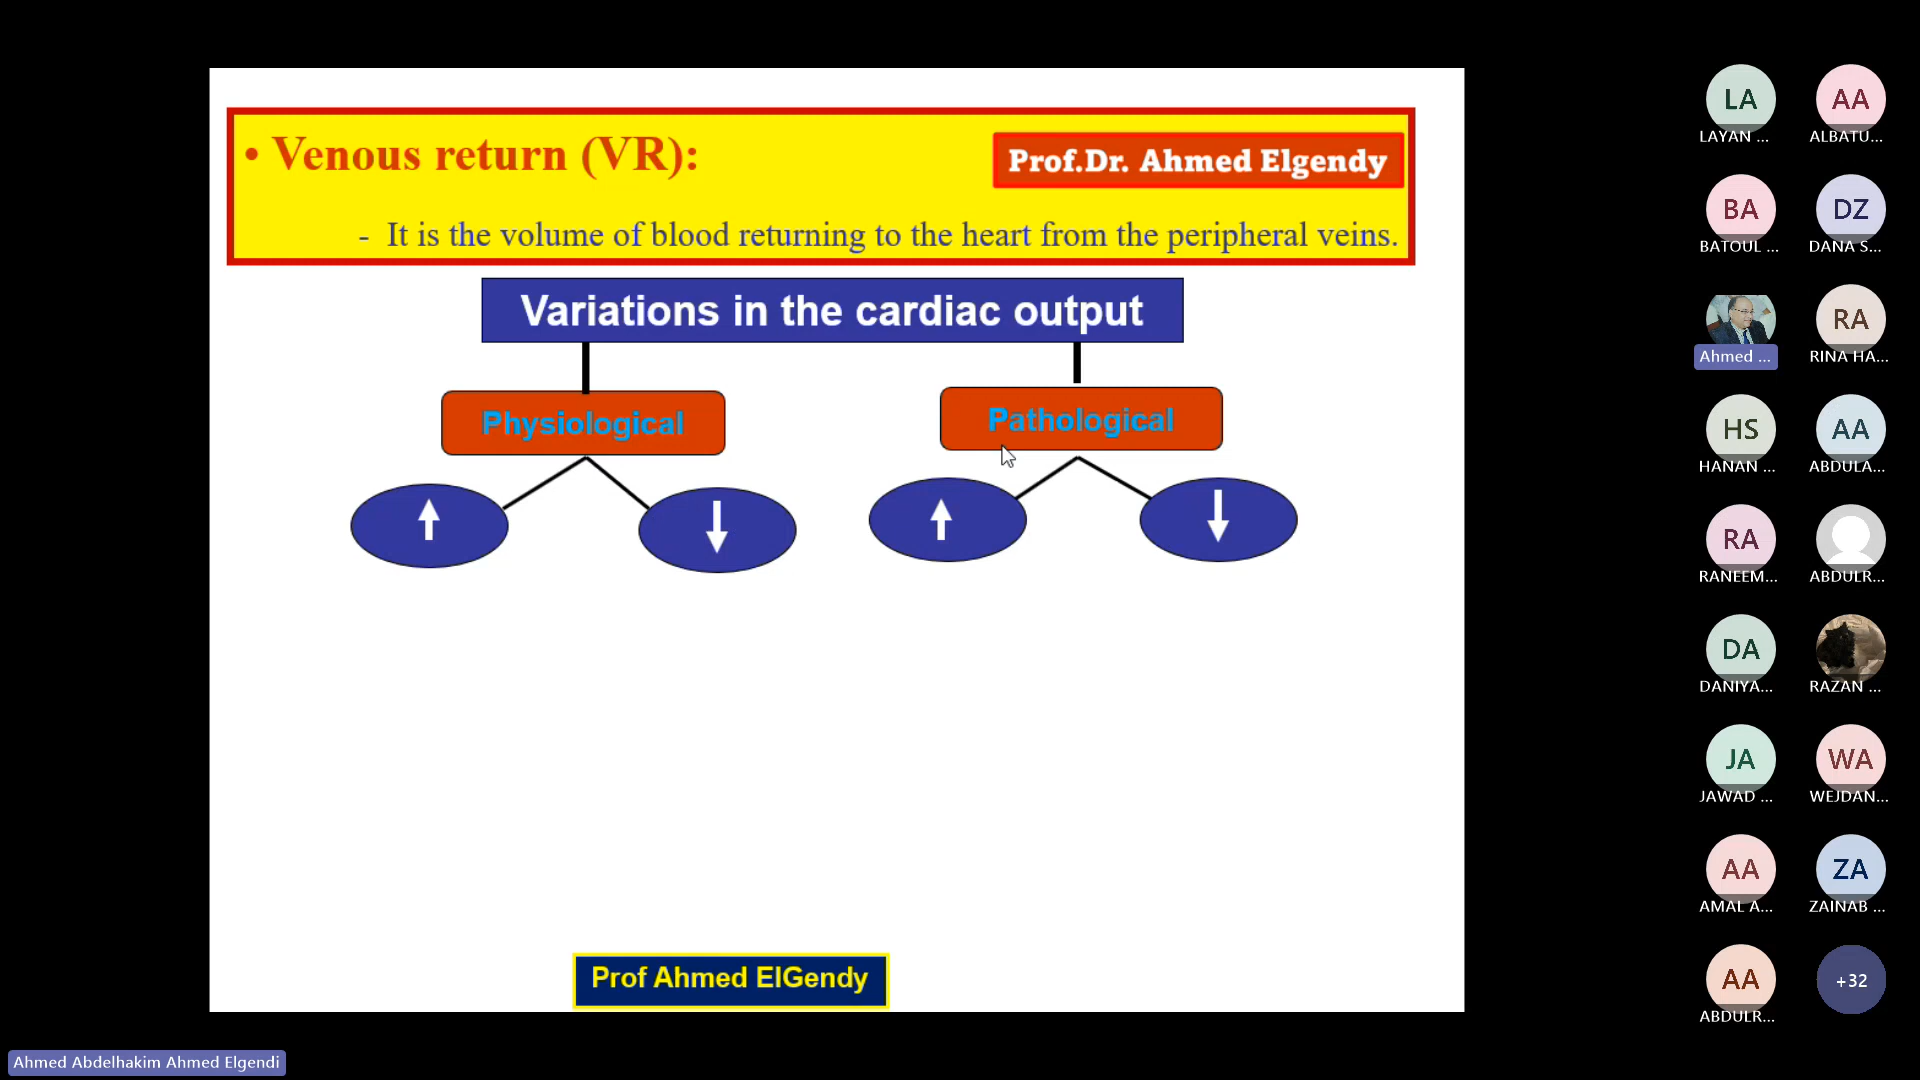 • Venous return (VR):
Prof.Dr. Ahmed Elgendy
- It is the volume of blood returning to the heart from the peripheral veins.
Variations in the cardiac output
Physiological
Pathological
Prof Ahmed ElGendy
Ahmed Abdelhakim Ahmed Elgendi
LA
LAYAN ...
AA
ALBATU...
BA
BATOUL ...
DZ
DANA S...
Ahmed ...
RA
RINA HA...
HS
HANAN ...
AA
ABDULA...
RA
RANEEM...
ABDULR...
DA
DANIYA...
RAZAN ...
JA
JAWAD ...
WA
WEJDAN...
AA
AMAL A...
ZA
ZAINAB ...
AA
ABDULR...
+32